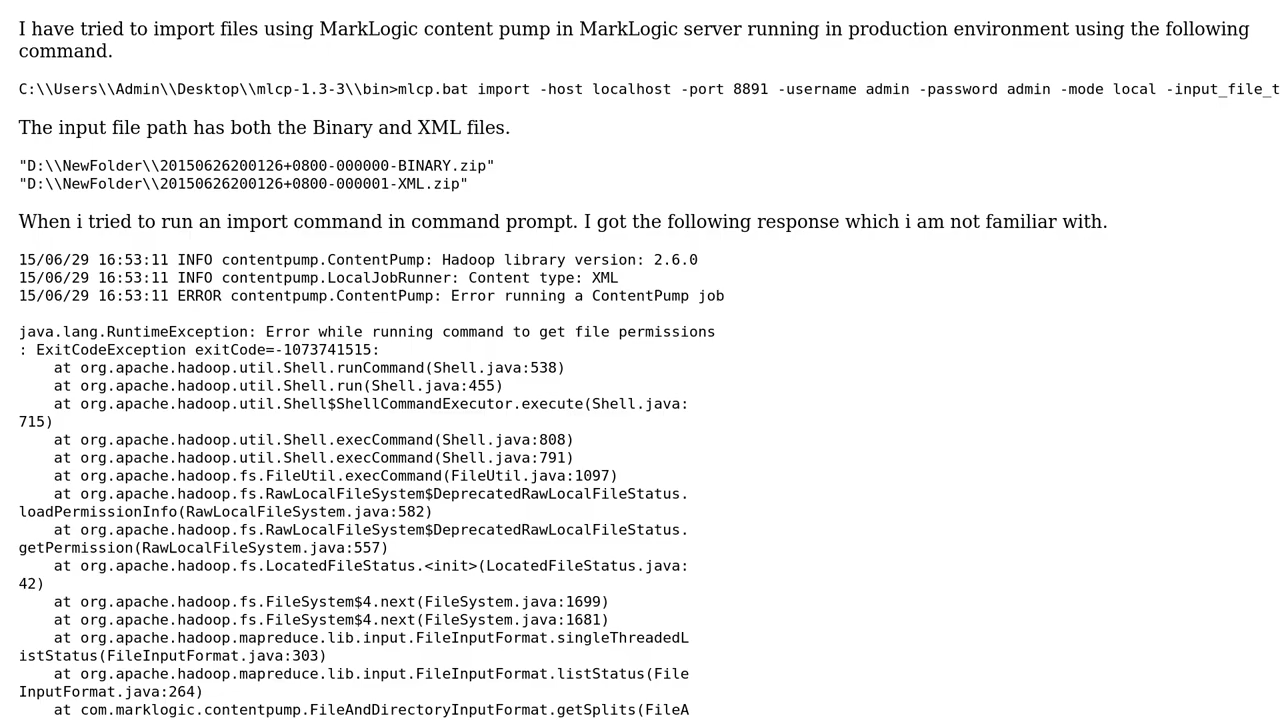 I have tried to import files using MarkLogic content pump in MarkLogic server running in production environment using the following
command.
C:\\Users\\Admin\\Desktop\\mlcp-1.3-3\\bin>mlcp.bat import -host localhost -port 8891 -username admin -password admin -mode local -input_file_t
The input file path has both the Binary and XML files.
"D:\\NewFolder\\20150626200126+0800-000000-BINARY.zip"
"D:\\NewFolder\\20150626200126+0800-000001-XML.zip"
When i tried to run an import command in command prompt. I got the following response which i am not familiar with.
15/06/29 16:53:11 INFO contentpump.ContentPump: Hadoop library version: 2.6.0
15/06/29 16:53:11 INFO contentpump.LocalJobRunner: Content type: XML
15/06/29 16:53:11 ERROR contentpump.ContentPump: Error running a ContentPump job
java.lang.RuntimeException: Error while running command to get file permissions
: ExitCodeException exitCode=-1073741515:
    at org.apache.hadoop.util.Shell.runCommand(Shell.java:538)
    at org.apache.hadoop.util.Shell.run(Shell.java:455)
    at org.apache.hadoop.util.Shell$ShellCommandExecutor.execute(Shell.java:
715)
    at org.apache.hadoop.util.Shell.execCommand(Shell.java:808)
    at org.apache.hadoop.util.Shell.execCommand(Shell.java:791)
    at org.apache.hadoop.fs.FileUtil.execCommand(FileUtil.java:1097)
    at org.apache.hadoop.fs.RawLocalFileSystem$DeprecatedRawLocalFileStatus.
loadPermissionInfo(RawLocalFileSystem.java:582)
    at org.apache.hadoop.fs.RawLocalFileSystem$DeprecatedRawLocalFileStatus.
getPermission(RawLocalFileSystem.java:557)
    at org.apache.hadoop.fs.LocatedFileStatus.<init>(LocatedFileStatus.java:
42)
    at org.apache.hadoop.fs.FileSystem$4.next(FileSystem.java:1699)
    at org.apache.hadoop.fs.FileSystem$4.next(FileSystem.java:1681)
    at org.apache.hadoop.mapreduce.lib.input.FileInputFormat.singleThreadedL
istStatus(FileInputFormat.java:303)
    at org.apache.hadoop.mapreduce.lib.input.FileInputFormat.listStatus(File
InputFormat.java:264)
    at com.marklogic.contentpump.FileAndDirectoryInputFormat.getSplits(FileA